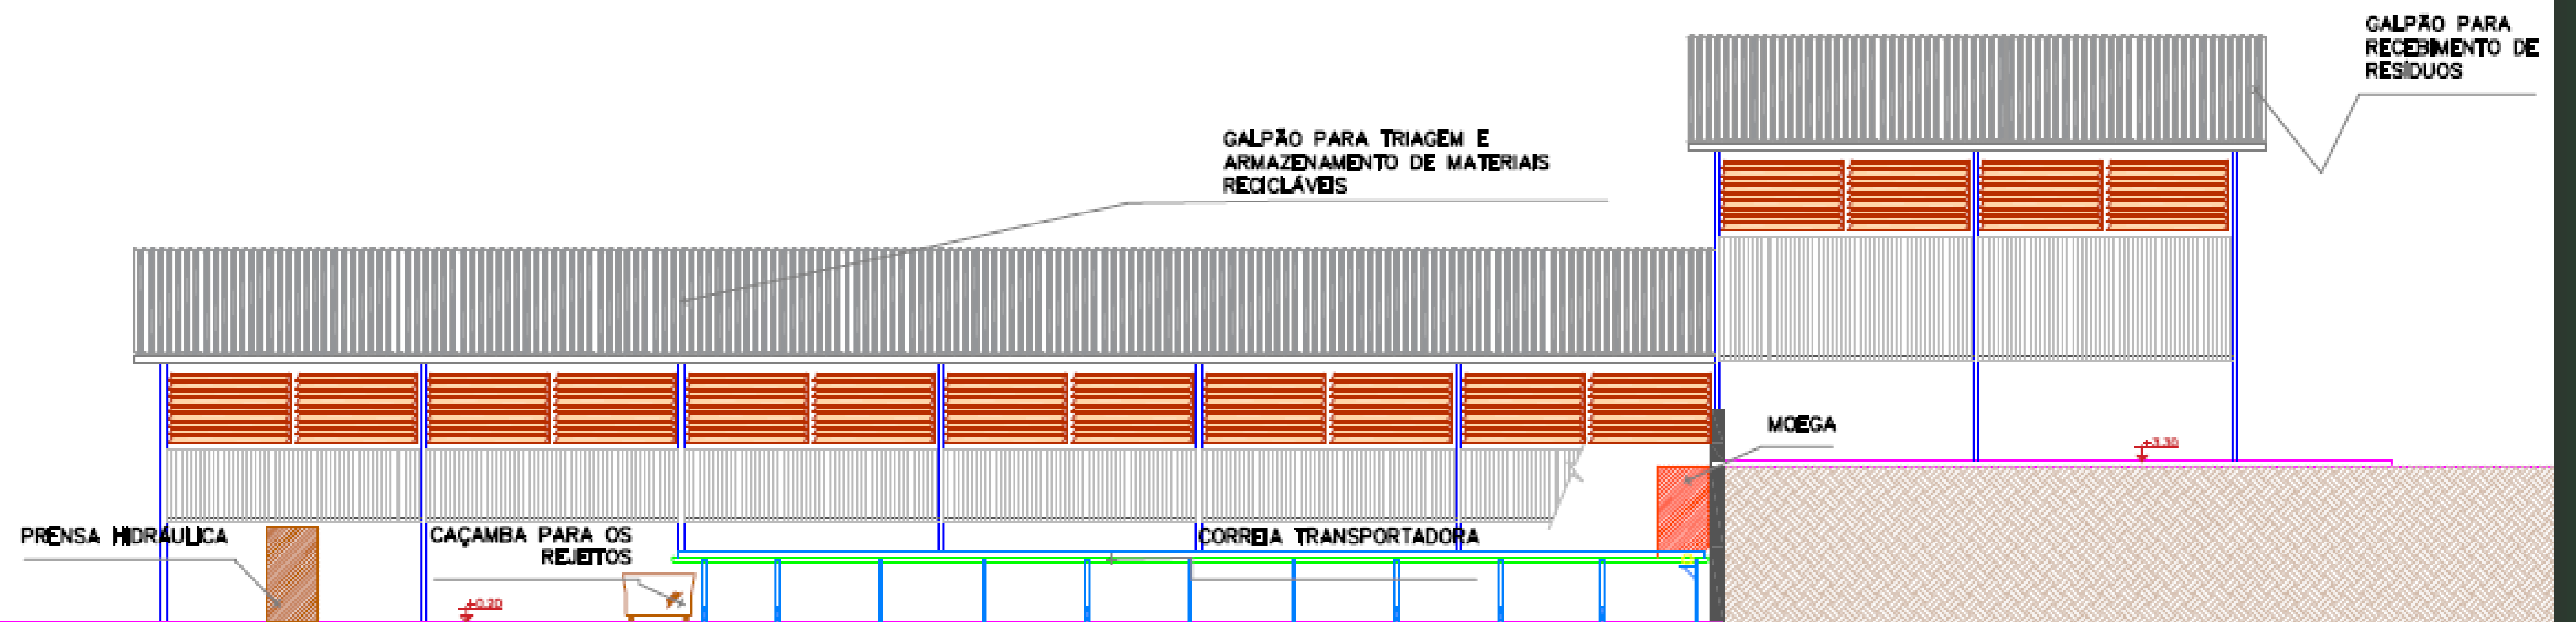 GALPÃO PARA
RECEBIMENTO DE
RESÍDUOS
GALPÃO PARA TRIAGEM E
ARMAZENAMENTO DE MATERIAIS
RECICLÁVEIS
MOEGA
+3.30
PRENSA HIDRÁULICA
CAÇAMBA PARA OS
REJEITOS
CORREIA TRANSPORTADORA
+0.20